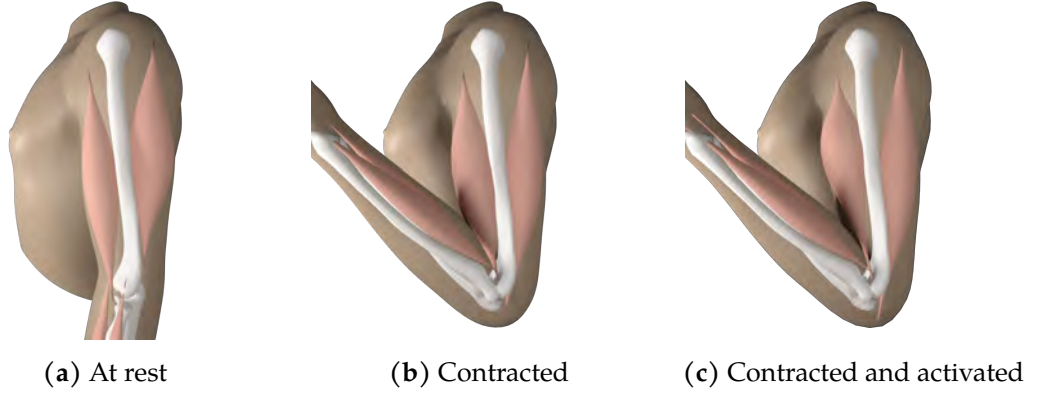 (a) At rest
(b) Contracted
(c) Contracted and activated